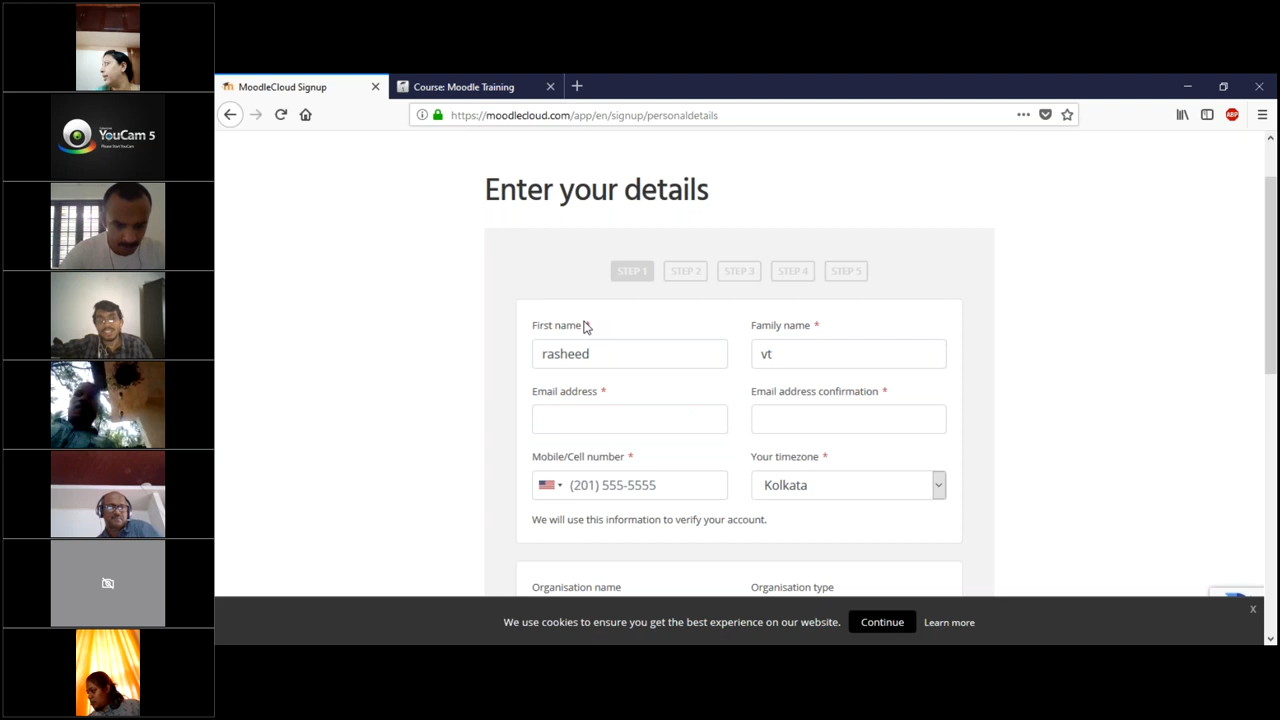 YouCam 5
MoodleCloud Signup
Course: Moodle Training
https://moodlecloud.com/app/en/signup/personaldetails
ABP
Enter your details
STEP 1 STEP 2 STEP 3 STEP 4 STEP 5
First name Family name *
rasheed vt
Email address * Email address confirmation *
Mobile/Cell number * Your timezone *
(201) 555-5555 Kolkata
We will use this information to verify your account.
Organisation name Organisation type
We use cookies to ensure you get the best experience on our website. Continue Learn more
X